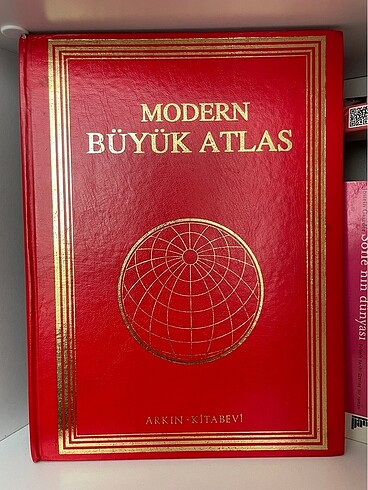 MODERN
BÜYÜK ATLAS
ARKIN · KİTABEVİ
Sofie'nin dünyası